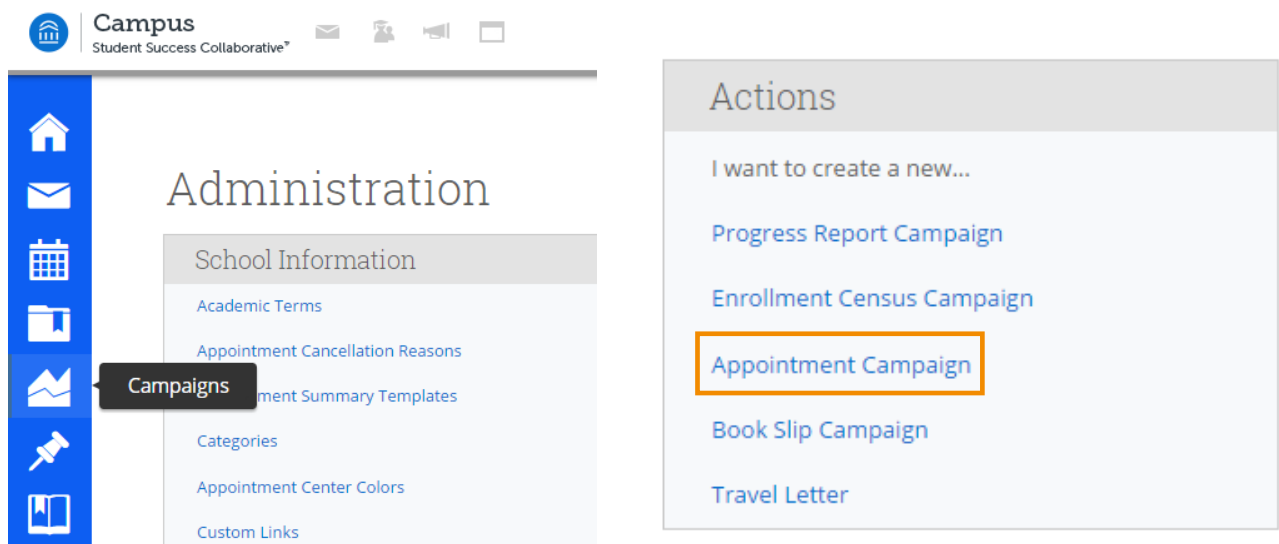 Campus
Student Success Collaborative™
Administration
School Information
Academic Terms
Appointment Cancellation Reasons
Campaigns
ment Summary Templates
Categories
Appointment Center Colors
Custom Links
Actions
I want to create a new...
Progress Report Campaign
Enrollment Census Campaign
Appointment Campaign
Book Slip Campaign
Travel Letter